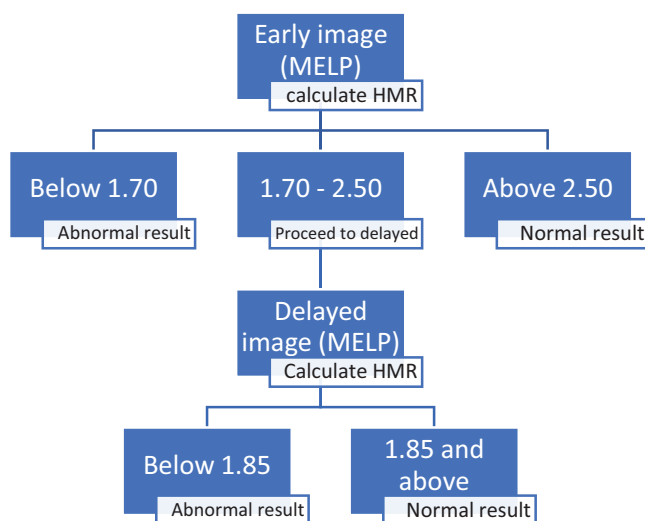 Early image
(MELP)
calculate HMR
Below 1.70
Abnormal result
1.70 - 2.50
Proceed to delayed
Above 2.50
Normal result
Delayed
image (MELP)
Calculate HMR
Below 1.85
Abnormal result
1.85 and
above
Normal result